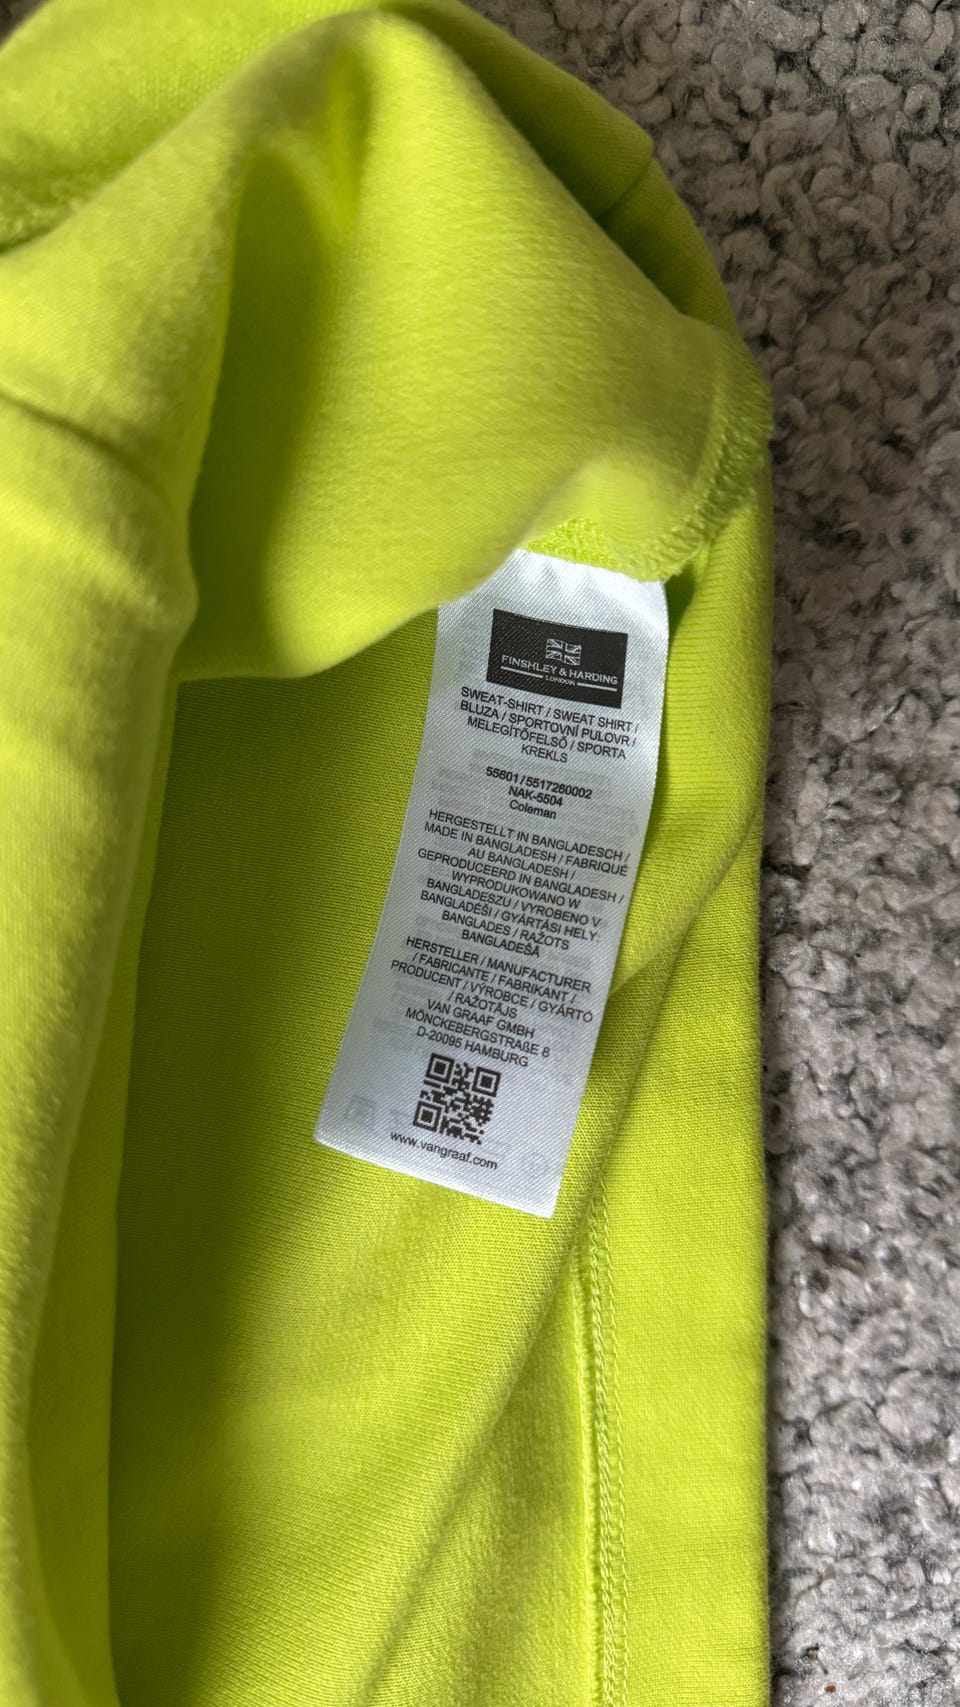 FINSHLEY & HARDING
LONDON
SWEAT-SHIRT / SWEAT SHIRT /
BLUZA / SPORTOVNÍ PULOVR /
MELEGÍTŐFELSŐ / SPORTA
KREKLS
55601 / 5517260002
NAK-5504
Coleman
HERGESTELLT IN BANGLADESCH /
MADE IN BANGLADESH / FABRIQUÉ
AU BANGLADESH /
GEPRODUCEERD IN BANGLADESH /
WYPRODUKOWANO W
BANGLADESZU / VYROBENO V
BANGLADÉŠI / GYÁRTÁSI HELY:
BANGLADES / RAŽOTS
BANGLADEŠĀ
HERSTELLER / MANUFACTURER
/ FABRICANTE / FABRIKANT /
PRODUCENT / VÝROBCE / GYÁRTÓ
/ RAŽOTĀJS
VAN GRAAF GMBH
MÖNCKEBERGSTRAßE 8
D-20095 HAMBURG
www.vangraaf.com